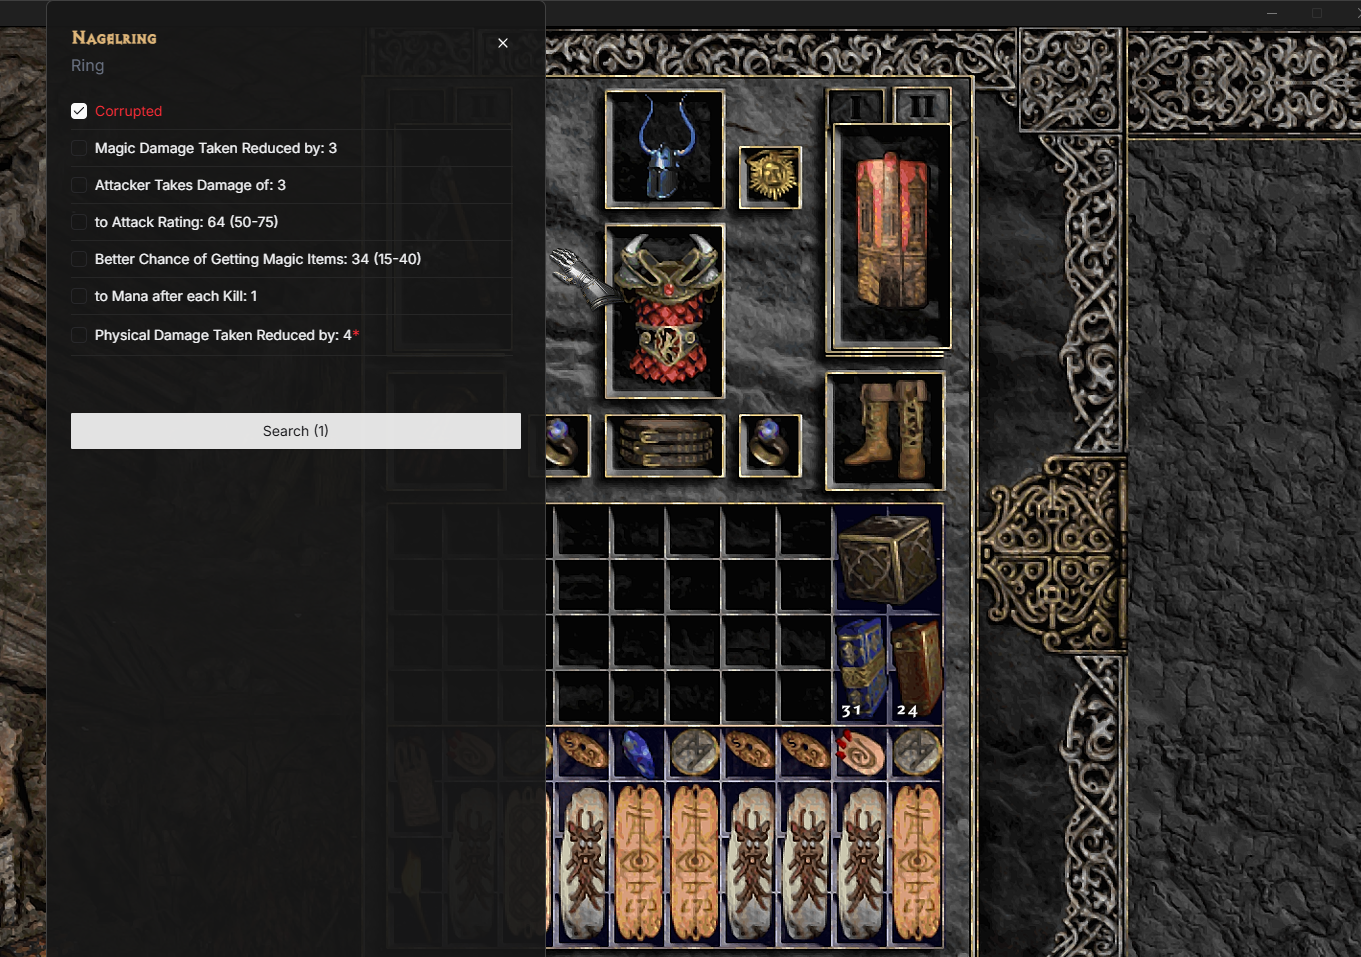 Nagelring
Ring
Corrupted
Magic Damage Taken Reduced by: 3
Attacker Takes Damage of: 3
to Attack Rating: 64 (50-75)
Better Chance of Getting Magic Items: 34 (15-40)
to Mana after each Kill: 1
Physical Damage Taken Reduced by: 4*
Search (1)
I II
31 24